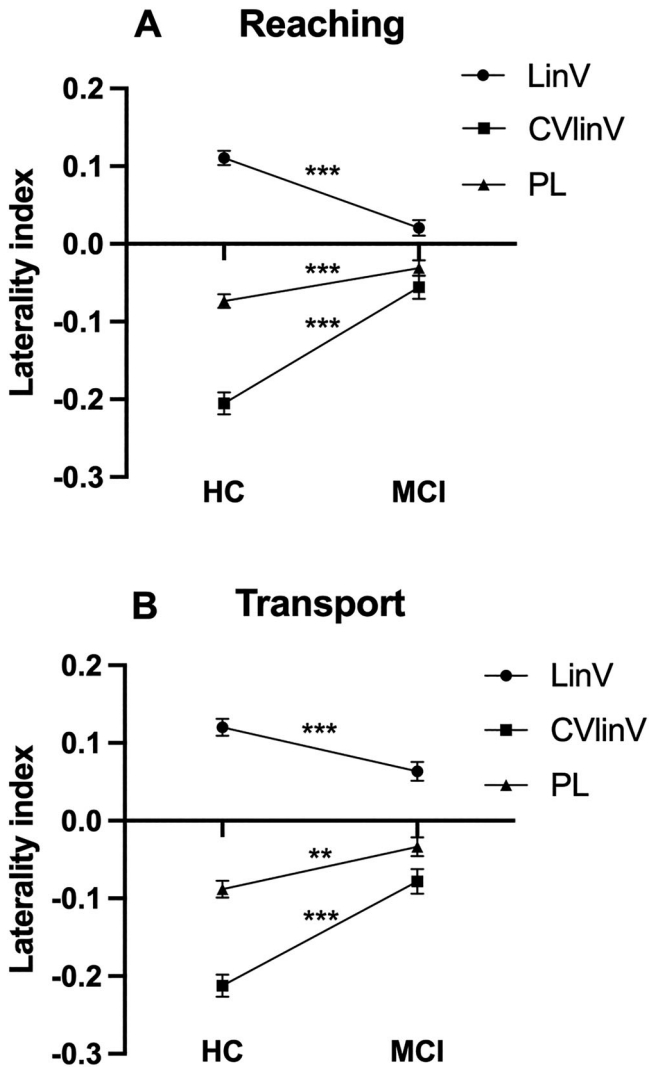 A Reaching
LinV
CVlinV
PL
Laterality index
0.2
0.1
0.0
-0.1
-0.2
-0.3
***
***
***
HC MCI
B Transport
LinV
CVlinV
PL
Laterality index
0.2
0.1
0.0
-0.1
-0.2
-0.3
***
**
***
HC MCI